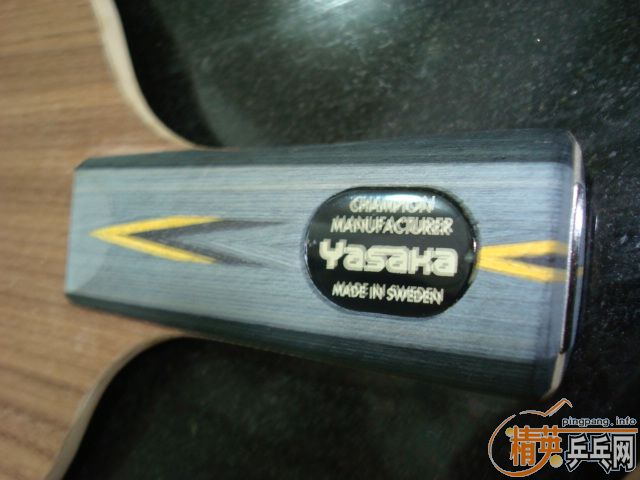 CHAMPION
MANUFACTURER
Yasaka
MADE IN SWEDEN
pingpang.info
精英乒乓网